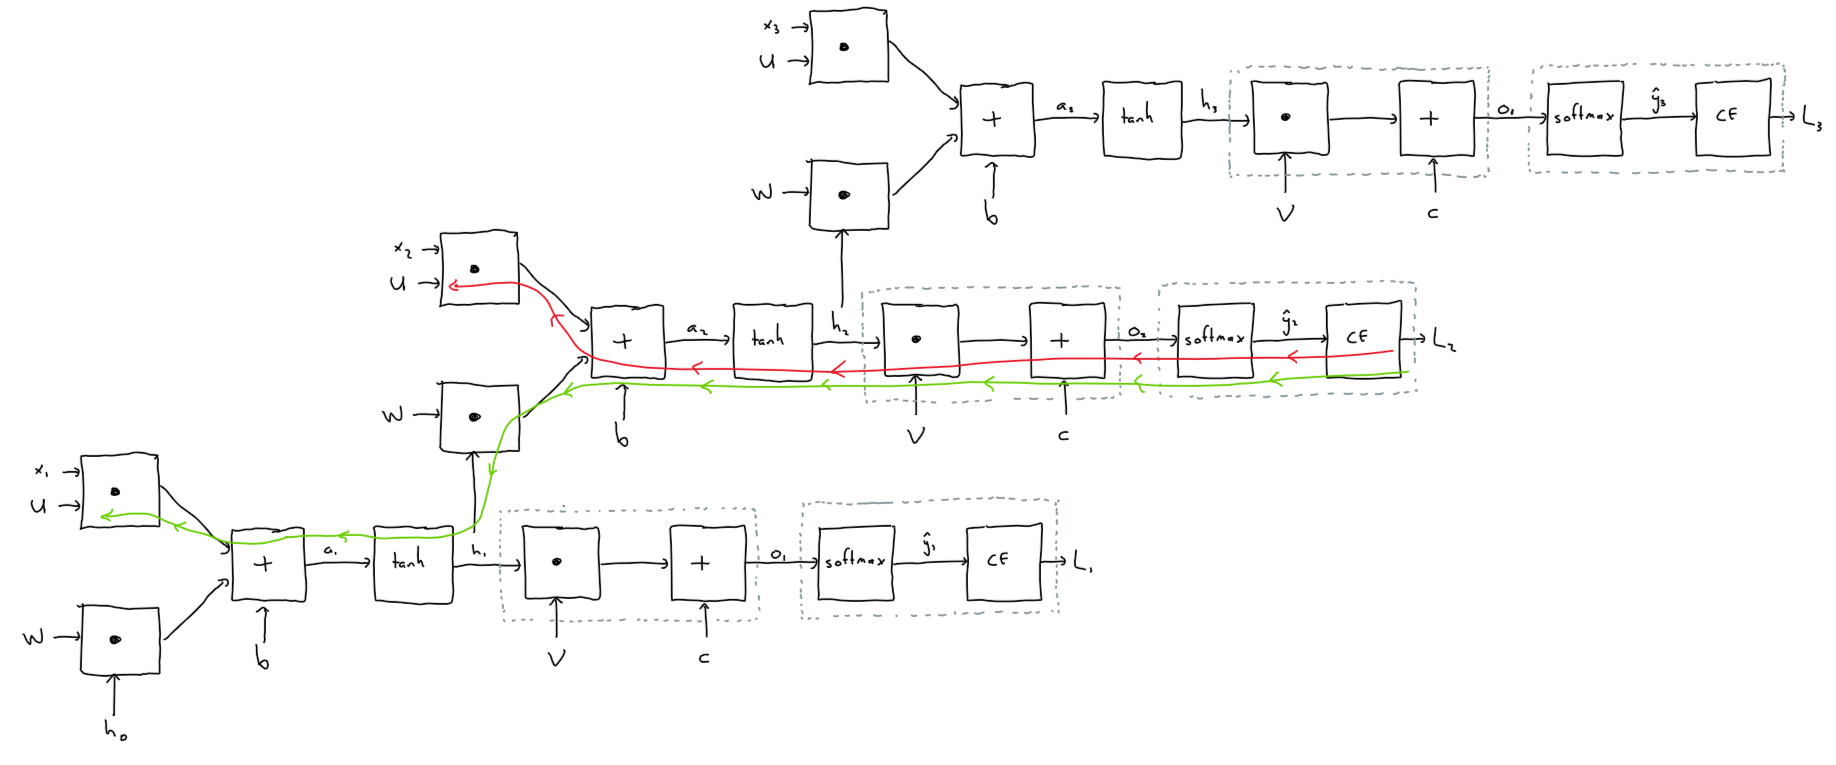 x₃
U
+ a₃ tanh h₃ • + o₁ softmax ŷ₃ CE L₃
W
b V c
x₂
U
+ a₂ tanh h₂ • + o₂ softmax ŷ₂ CE L₂
W
b V c
x₁
U
+ a₁ tanh h₁ • + o₁ softmax ŷ₁ CE L₁
W
b V c
h₀